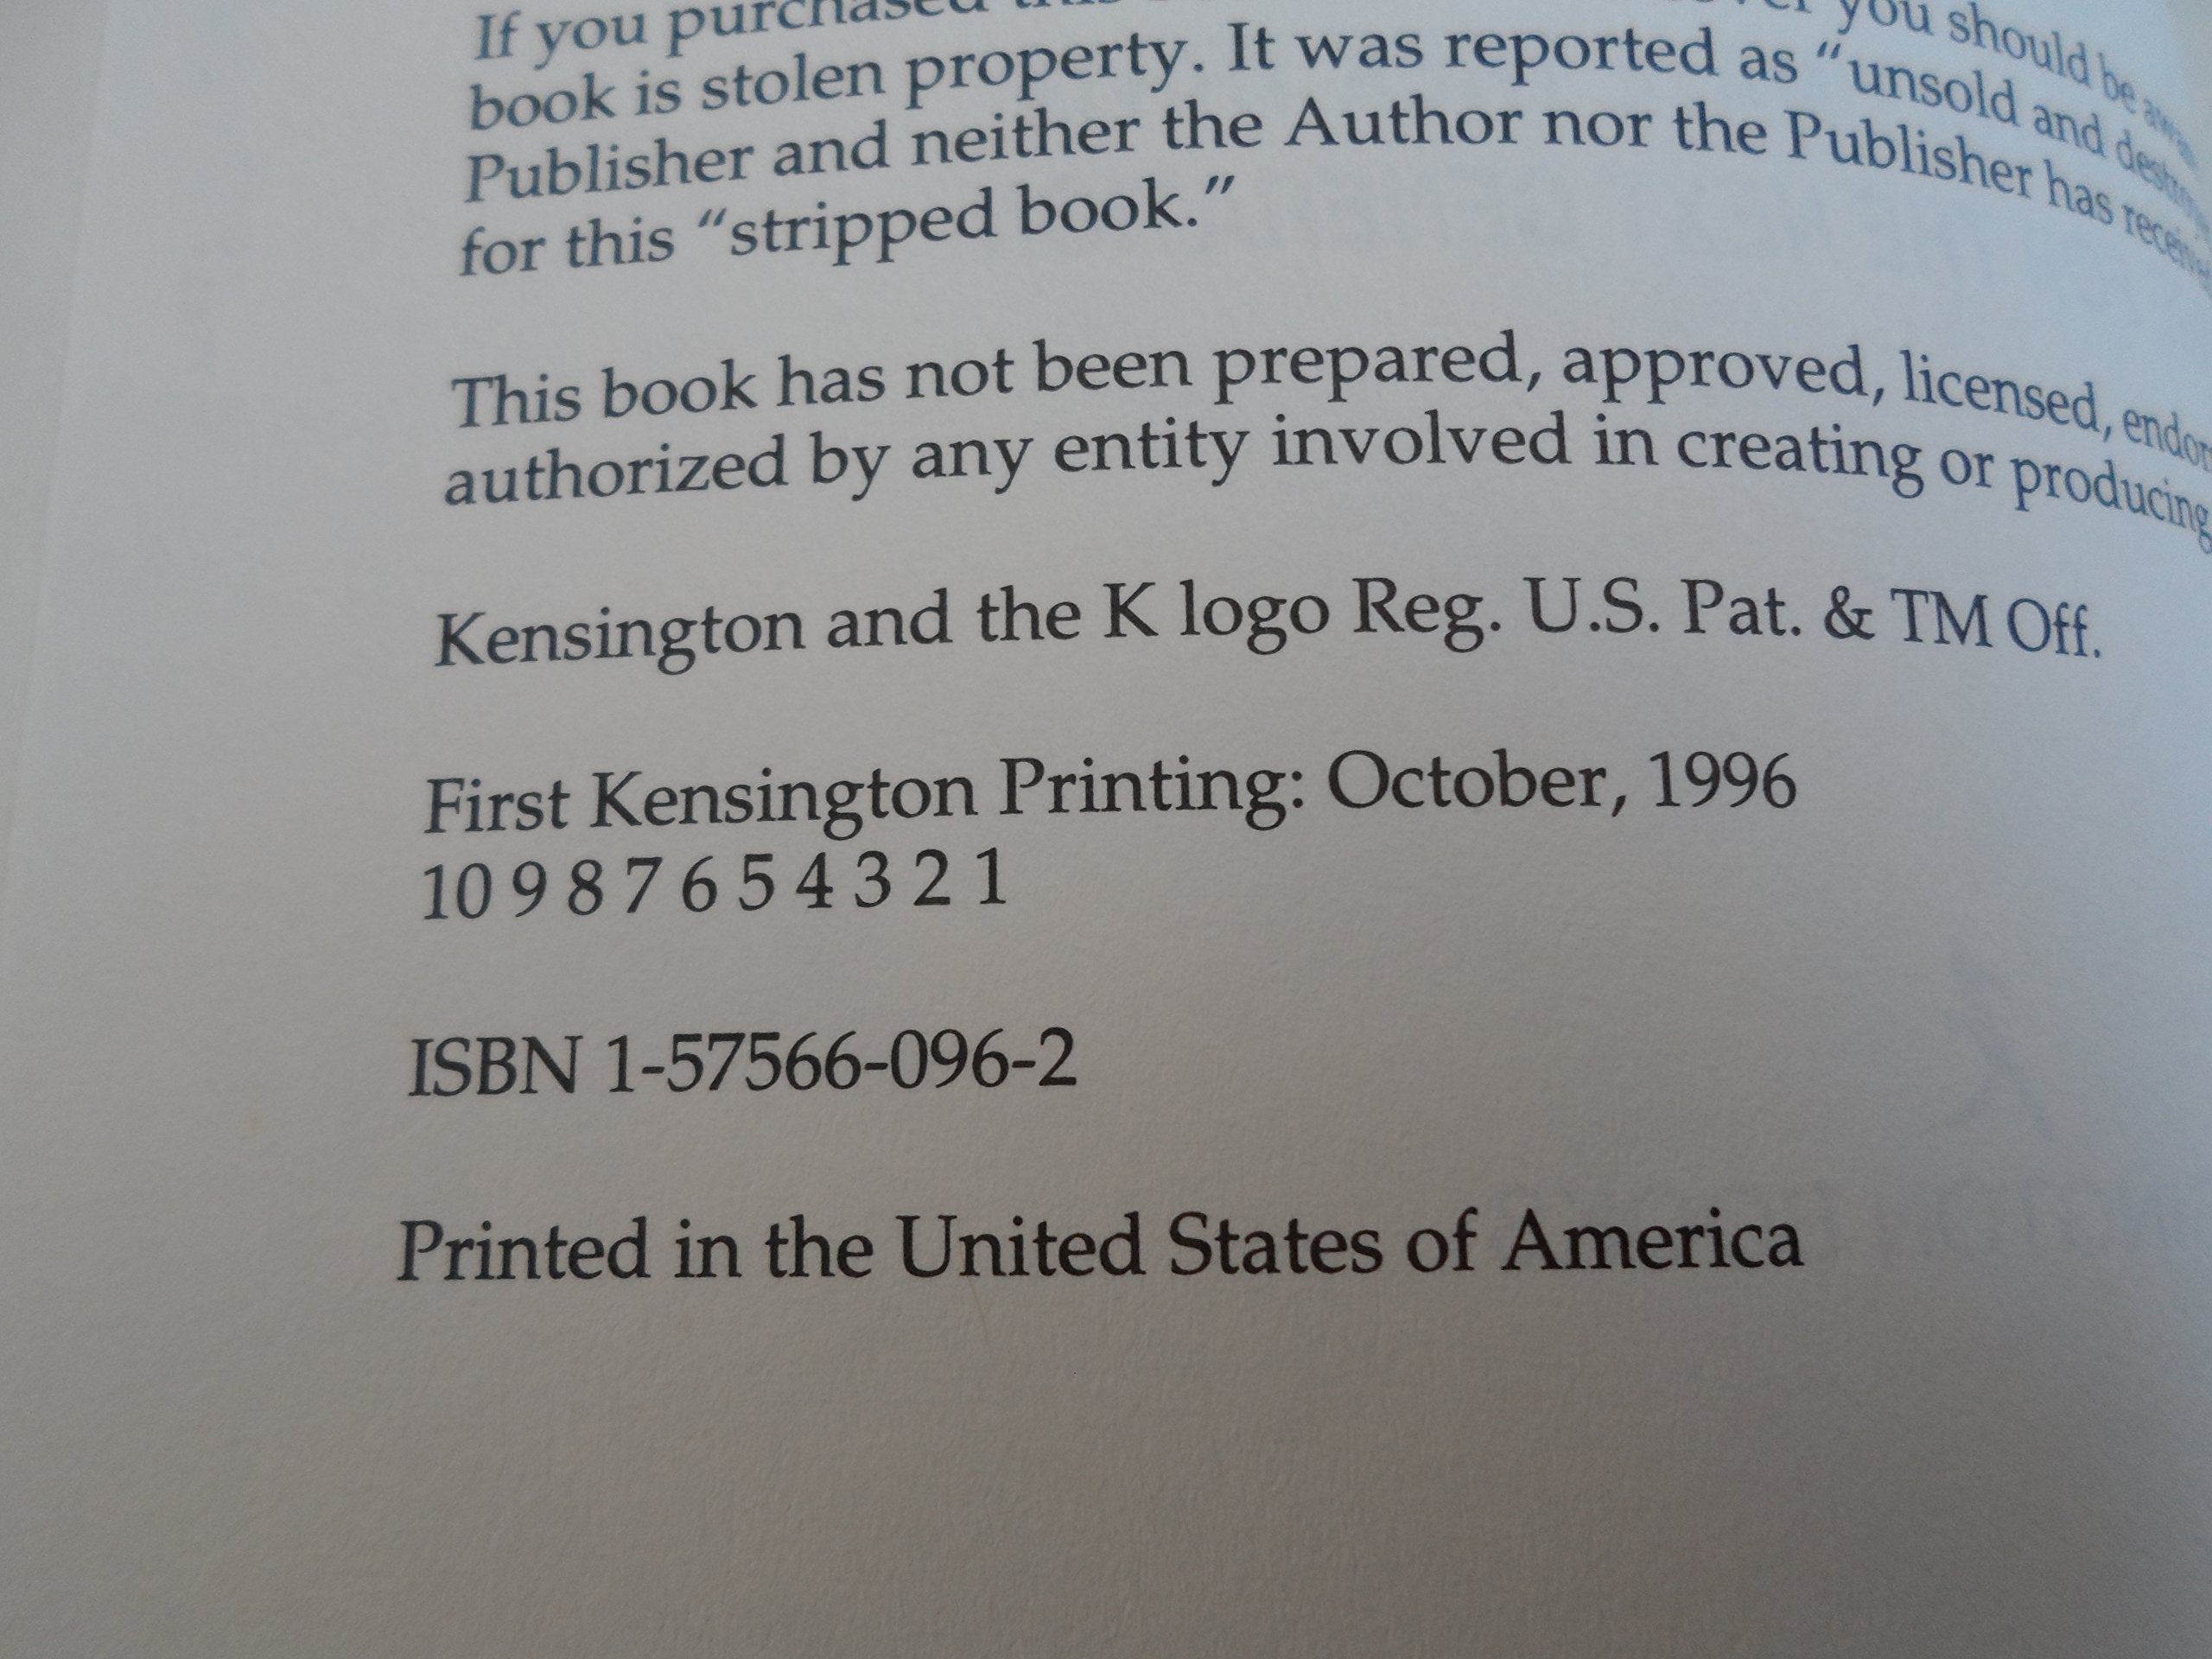 If you purchased this you should be
book is stolen property. It was reported as "unsold and
Publisher and neither the Author nor the Publisher has
for this "stripped book."
This book has not been prepared, approved, licensed,
authorized by any entity involved in creating or producing
Kensington and the K logo Reg. U.S. Pat. & TM Off.
First Kensington Printing: October, 1996
10 9 8 7 6 5 4 3 2 1
ISBN 1-57566-096-2
Printed in the United States of America